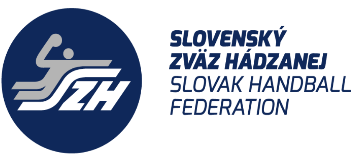 SZH
SLOVENSKÝ
ZVÄZ HÁDZANEJ
SLOVAK HANDBALL
FEDERATION